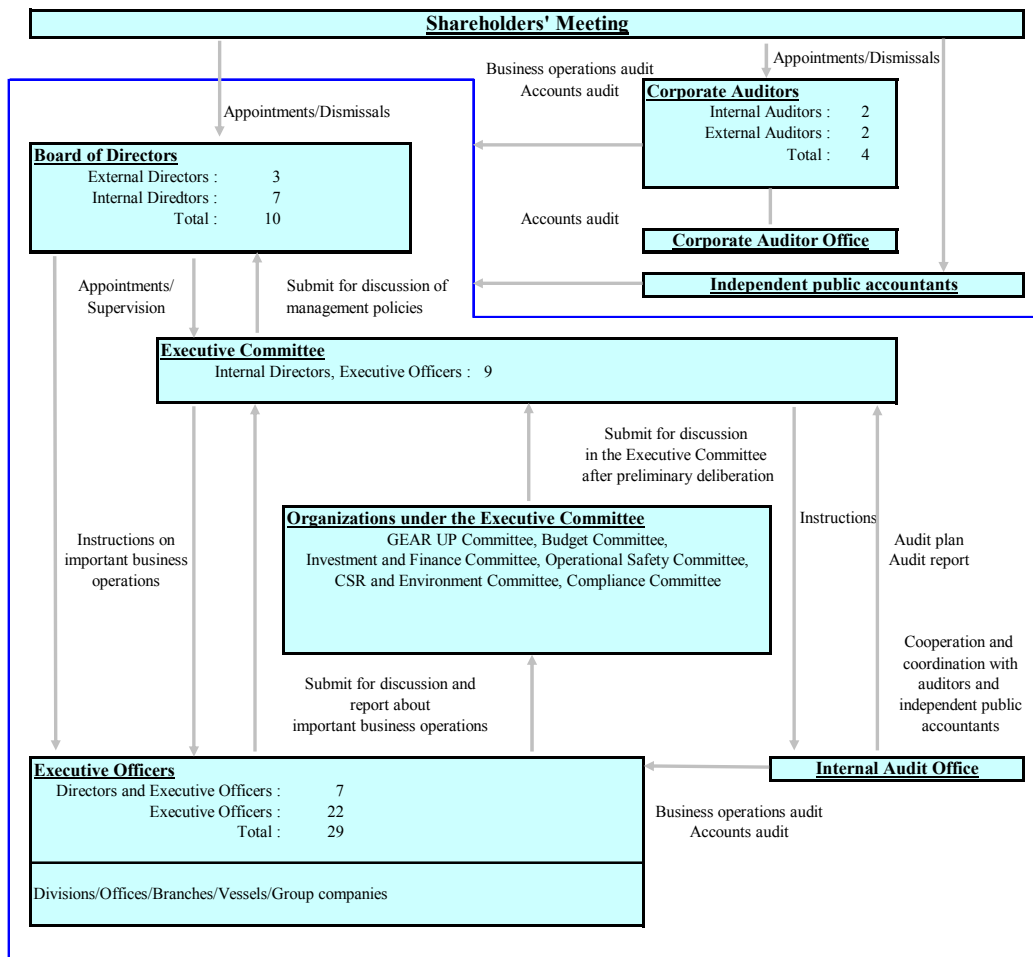 Shareholders' Meeting
Appointments/Dismissals
Business operations audit
Accounts audit
Appointments/Dismissals
Corporate Auditors
Internal Auditors : 2
External Auditors : 2
Total : 4
Board of Directors
External Directors : 3
Internal Diredtors : 7
Total : 10
Accounts audit
Corporate Auditor Office
Independent public accountants
Appointments/
Supervision
Submit for discussion of
management policies
Executive Committee
Internal Directors, Executive Officers : 9
Submit for discussion
in the Executive Committee
after preliminary deliberation
Organizations under the Executive Committee
GEAR UP Committee, Budget Committee,
Investment and Finance Committee, Operational Safety Committee,
CSR and Environment Committee, Compliance Committee
Instructions on
important business
operations
Instructions
Audit plan
Audit report
Cooperation and
coordination with
auditors and
independent public
accountants
Submit for discussion and
report about
important business operations
Executive Officers
Directors and Executive Officers : 7
Executive Officers : 22
Total : 29
Internal Audit Office
Business operations audit
Accounts audit
Divisions/Offices/Branches/Vessels/Group companies